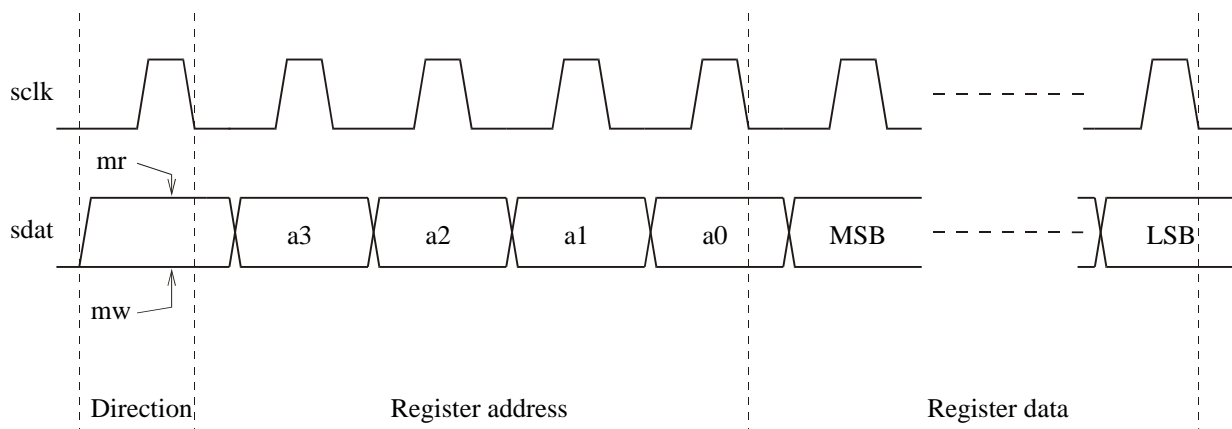 sclk
mr
sdat a3 a2 a1 a0 MSB LSB
mw
Direction Register address Register data